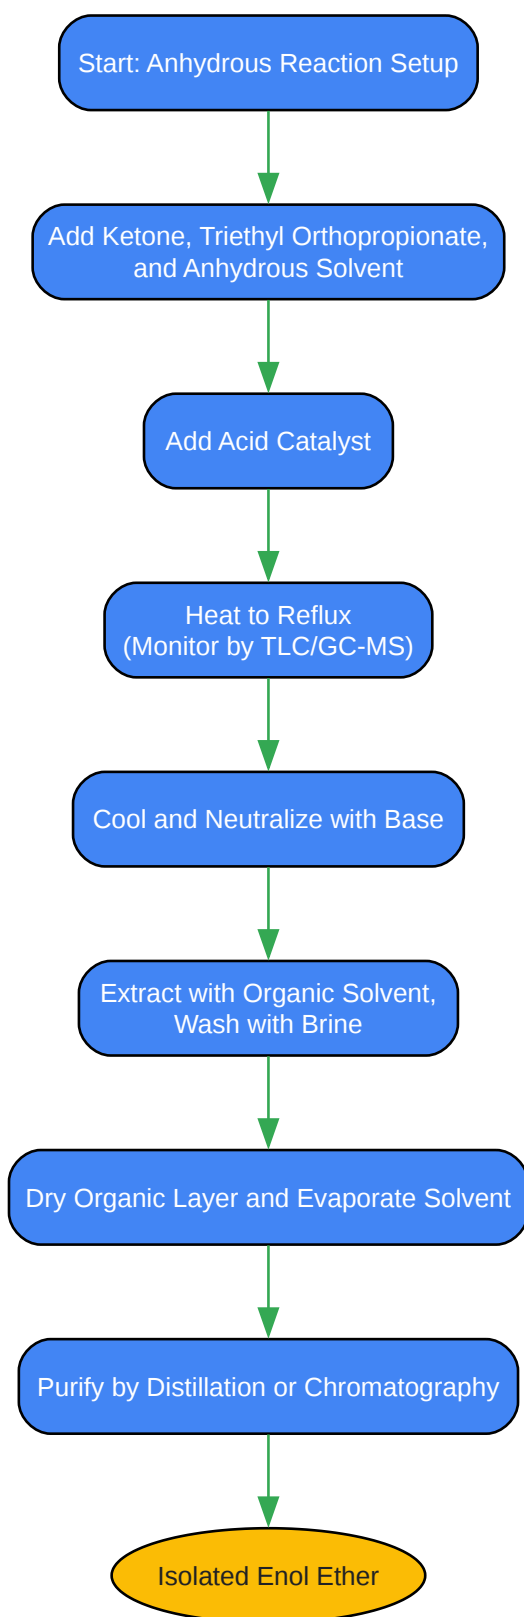 Start: Anhydrous Reaction Setup
Add Ketone, Triethyl Orthopropionate,
and Anhydrous Solvent
Add Acid Catalyst
Heat to Reflux
(Monitor by TLC/GC-MS)
Cool and Neutralize with Base
Extract with Organic Solvent,
Wash with Brine
Dry Organic Layer and Evaporate Solvent
Purify by Distillation or Chromatography
Isolated Enol Ether